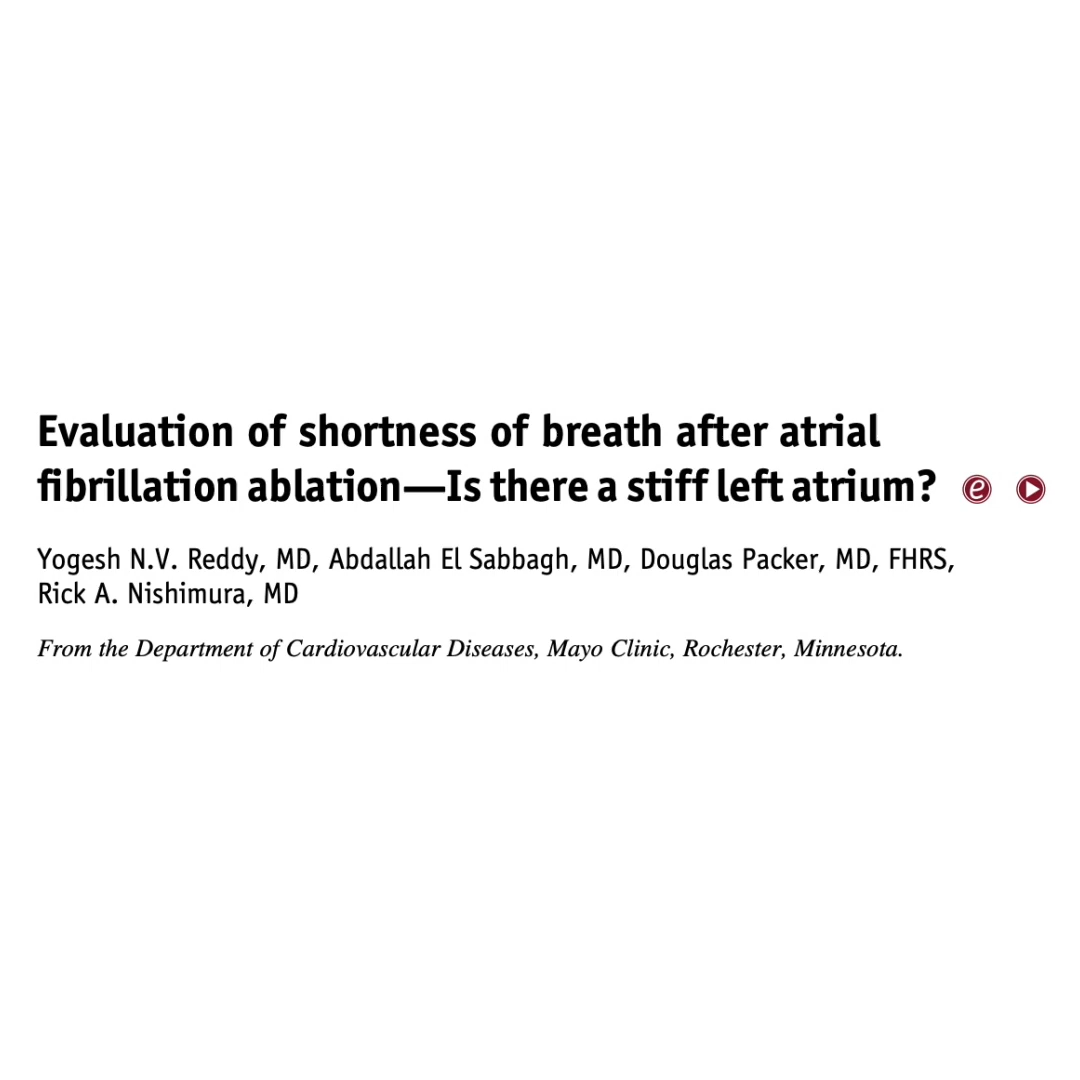 Evaluation of shortness of breath after atrial
fibrillation ablation—Is there a stiff left atrium? e
Yogesh N.V. Reddy, MD, Abdallah El Sabbagh, MD, Douglas Packer, MD, FHRS,
Rick A. Nishimura, MD
From the Department of Cardiovascular Diseases, Mayo Clinic, Rochester, Minnesota.